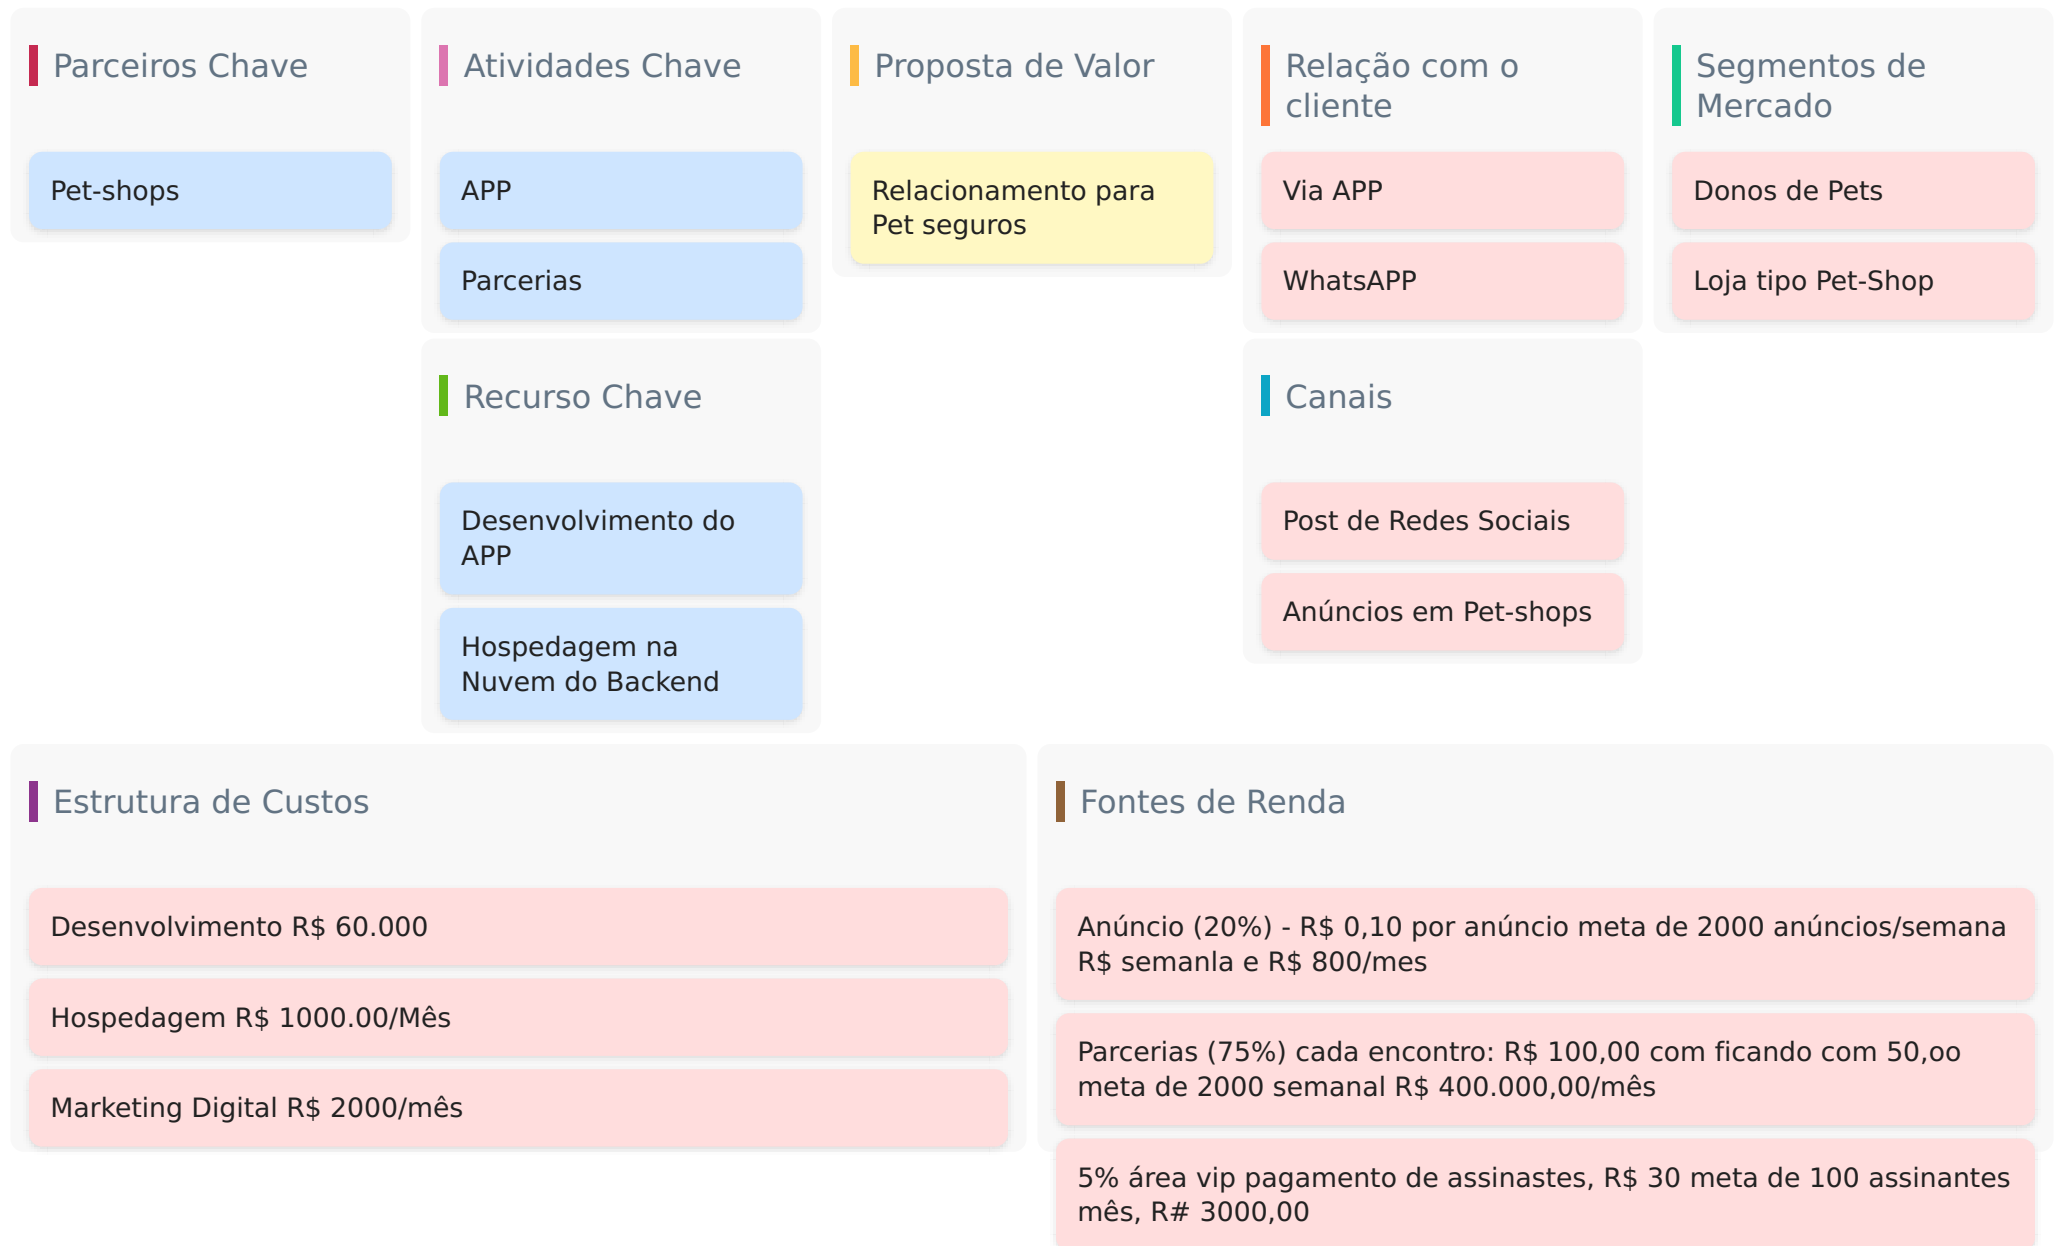 Parceiros Chave
Pet-shops
Atividades Chave
APP
Parcerias
Proposta de Valor
Relacionamento para
Pet seguros
Relação com o
cliente
Via APP
WhatsAPP
Segmentos de
Mercado
Donos de Pets
Loja tipo Pet-Shop
Recurso Chave
Desenvolvimento do
APP
Hospedagem na
Nuvem do Backend
Canais
Post de Redes Sociais
Anúncios em Pet-shops
Estrutura de Custos
Desenvolvimento R$ 60.000
Hospedagem R$ 1000.00/Mês
Marketing Digital R$ 2000/mês
Fontes de Renda
Anúncio (20%) - R$ 0,10 por anúncio meta de 2000 anúncios/semana
R$ semanla e R$ 800/mes
Parcerias (75%) cada encontro: R$ 100,00 com ficando com 50,oo
meta de 2000 semanal R$ 400.000,00/mês
5% área vip pagamento de assinastes, R$ 30 meta de 100 assinantes
mês, R# 3000,00